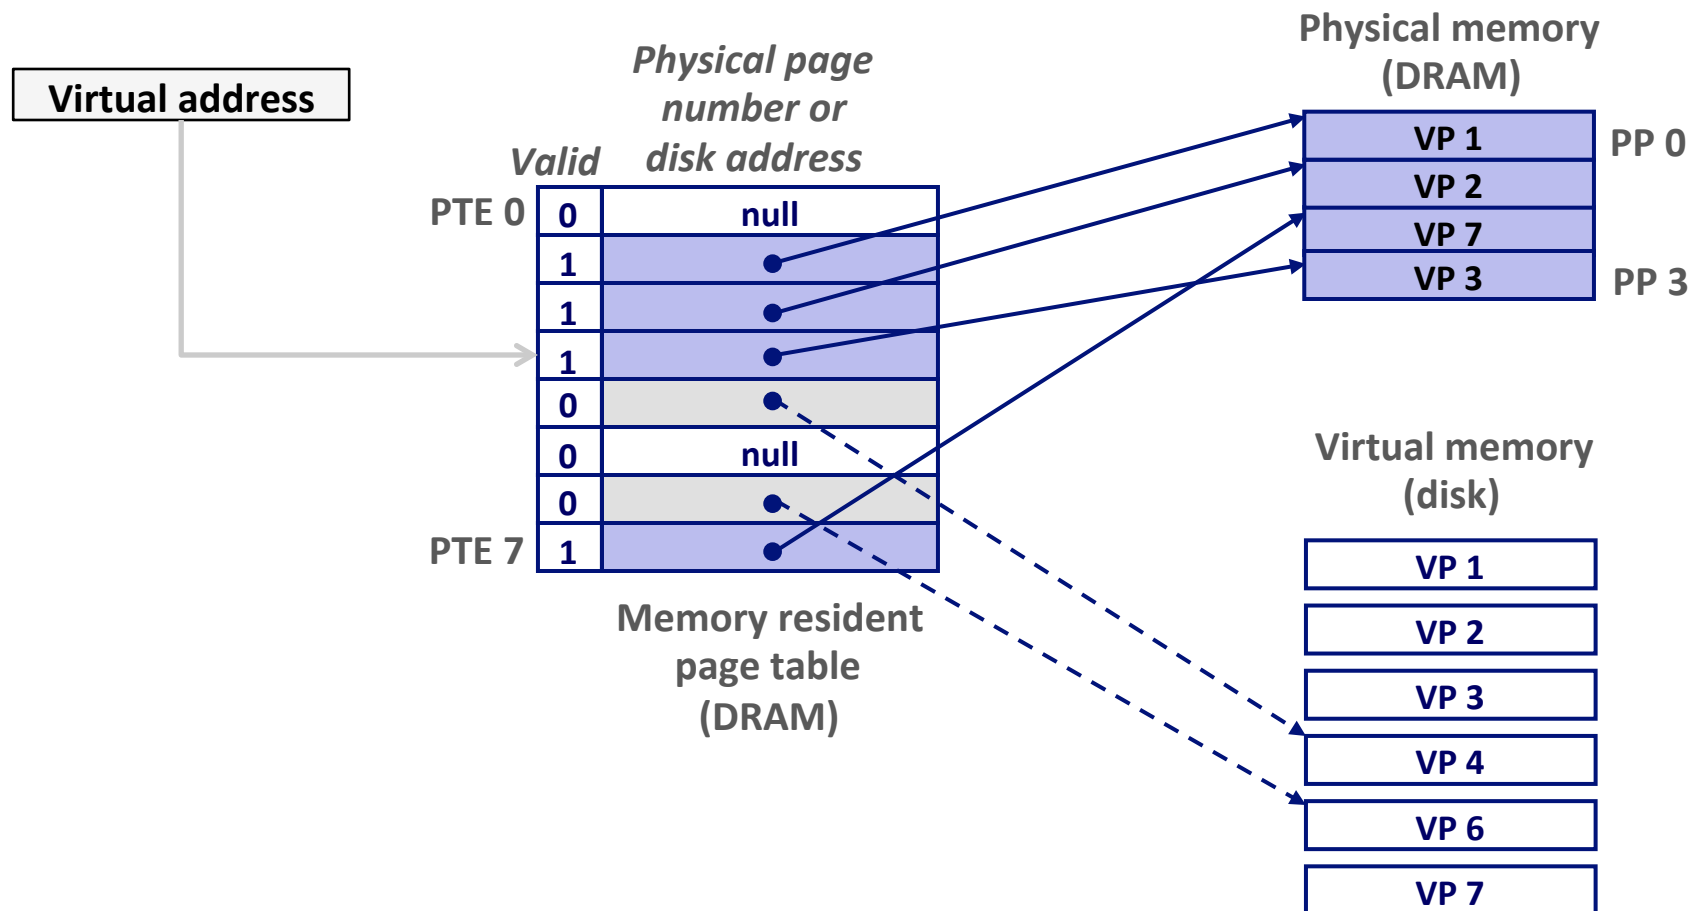 Virtual address
Physical page
number or
disk address
Valid
PTE 0
0 null
1
1
1
0
0 null
0
PTE 7 1
Memory resident
page table
(DRAM)
Physical memory
(DRAM)
VP 1 PP 0
VP 2
VP 7
VP 3 PP 3
Virtual memory
(disk)
VP 1
VP 2
VP 3
VP 4
VP 6
VP 7